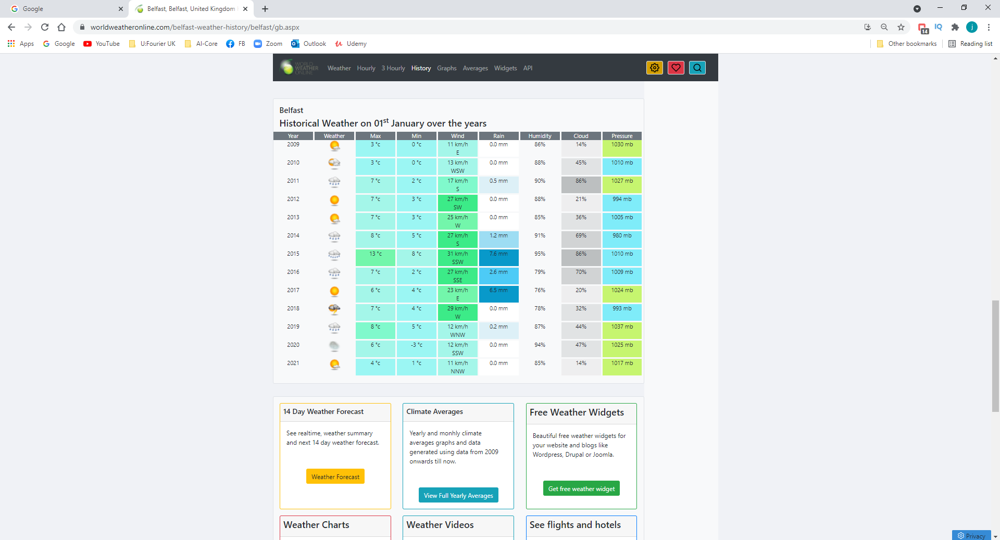 Google
Belfast, Belfast, United Kingdom
worldweatheronline.com/belfast-weather-history/belfast/gb.aspx
14
j
Apps Google YouTube U:Fourier UK AI-Core FB Zoom Outlook Udemy Other bookmarks Reading list
WORLD
WEATHER
ONLINE
Weather Hourly 3 Hourly History Graphs Averages Widgets API
Belfast
Historical Weather on 01st January over the years
Year Weather Max Min Wind Rain Humidity Cloud Pressure
2009 3 °c 0 °c 11 km/h 0.0 mm 86% 14% 1030 mb
E
2010 3 °c 0 °c 13 km/h 0.0 mm 88% 45% 1010 mb
WSW
2011 7 °c 2 °c 17 km/h 0.5 mm 90% 86% 1027 mb
S
2012 7 °c 3 °c 27 km/h 0.0 mm 88% 21% 994 mb
SW
2013 7 °c 3 °c 25 km/h 0.0 mm 85% 36% 1005 mb
W
2014 8 °c 5 °c 27 km/h 1.2 mm 91% 69% 980 mb
S
2015 13 °c 8 °c 31 km/h 7.6 mm 95% 86% 1010 mb
SSW
2016 7 °c 2 °c 27 km/h 2.6 mm 79% 70% 1009 mb
SSE
2017 6 °c 4 °c 23 km/h 6.5 mm 76% 20% 1024 mb
E
2018 7 °c 4 °c 29 km/h 0.0 mm 78% 32% 993 mb
W
2019 8 °c 5 °c 12 km/h 0.2 mm 87% 44% 1037 mb
WNW
2020 6 °c -3 °c 12 km/h 0.0 mm 94% 47% 1025 mb
SSW
2021 4 °c 1 °c 11 km/h 0.0 mm 85% 14% 1017 mb
NNW
14 Day Weather Forecast
See realtime, weather summary
and next 14 day weather forecast.
Weather Forecast
Climate Averages
Yearly and monhly climate
averages graphs and data
generated using data from 2009
onwards till now.
View Full Yearly Averages
Free Weather Widgets
Beautiful free weather widgets for
your website and blogs like
Wordpress, Drupal or Joomla.
Get free weather widget
Weather Charts
Weather Videos
See flights and hotels
Privacy